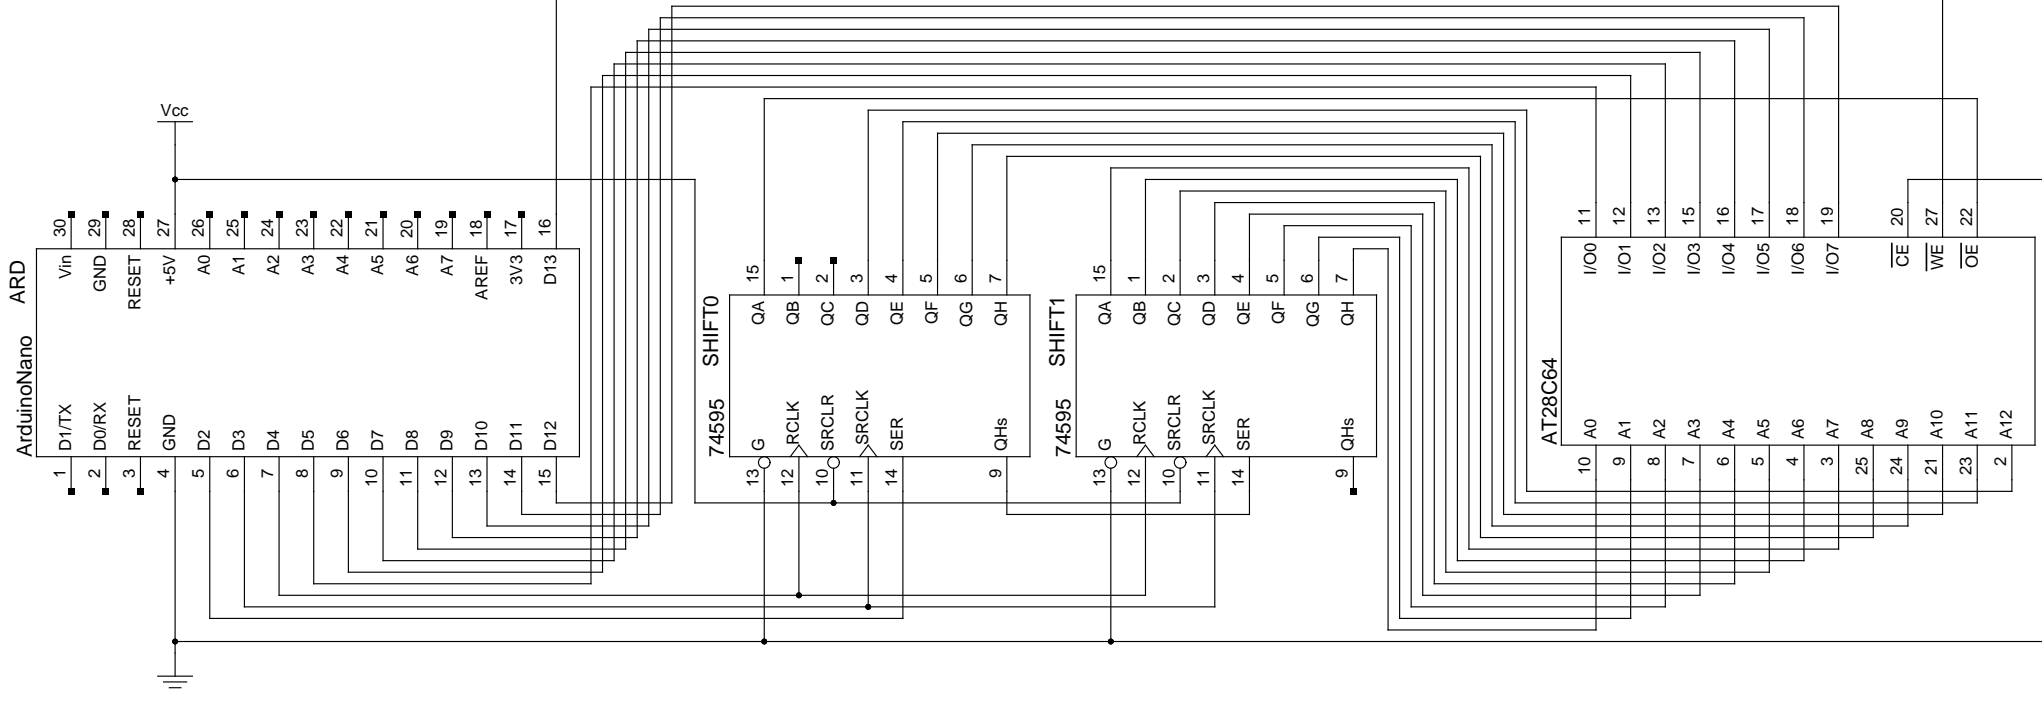 Vcc
ARD
ArduinoNano
30 29 28 27 26 25 24 23 22 21 20 19 18 17 16
Vin GND RESET +5V A0 A1 A2 A3 A4 A5 A6 A7 AREF 3V3 D13
D1/TX D0/RX RESET GND D2 D3 D4 D5 D6 D7 D8 D9 D10 D11 D12
1 2 3 4 5 6 7 8 9 10 11 12 13 14 15
SHIFT0
74595
15 1 2 3 4 5 6 7
QA QB QC QD QE QF QG QH
G RCLK SRCLR SRCLK SER QHs
13 12 10 11 14 9
SHIFT1
74595
15 1 2 3 4 5 6 7
QA QB QC QD QE QF QG QH
G RCLK SRCLR SRCLK SER QHs
13 12 10 11 14 9
AT28C64
11 12 13 15 16 17 18 19 20 27 22
I/O0 I/O1 I/O2 I/O3 I/O4 I/O5 I/O6 I/O7 CE WE OE
A0 A1 A2 A3 A4 A5 A6 A7 A8 A9 A10 A11 A12
10 9 8 7 6 5 4 3 25 24 21 23 2